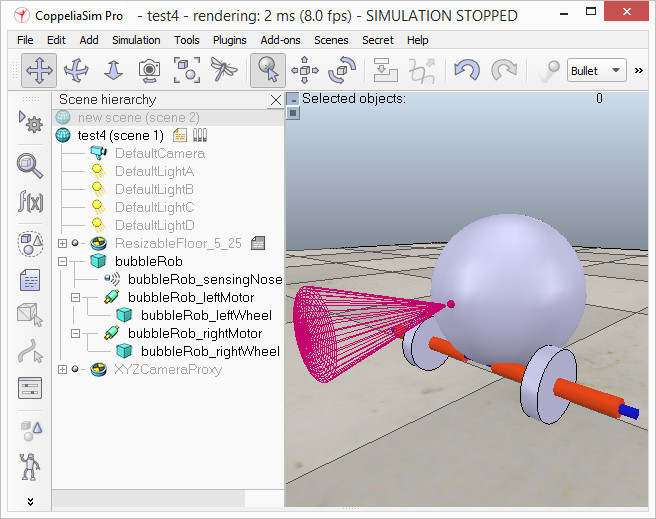 CoppeliaSim Pro - test4 - rendering: 2 ms (8.0 fps) - SIMULATION STOPPED
File Edit Add Simulation Tools Plugins Add-ons Scenes Secret Help
Bullet
»
Scene hierarchy
Selected objects: 0
new scene (scene 2)
test4 (scene 1)
DefaultCamera
DefaultLightA
DefaultLightB
DefaultLightC
DefaultLightD
ResizableFloor_5_25
bubbleRob
bubbleRob_sensingNose
bubbleRob_leftMotor
bubbleRob_leftWheel
bubbleRob_rightMotor
bubbleRob_rightWheel
XYZCameraProxy
f(x)